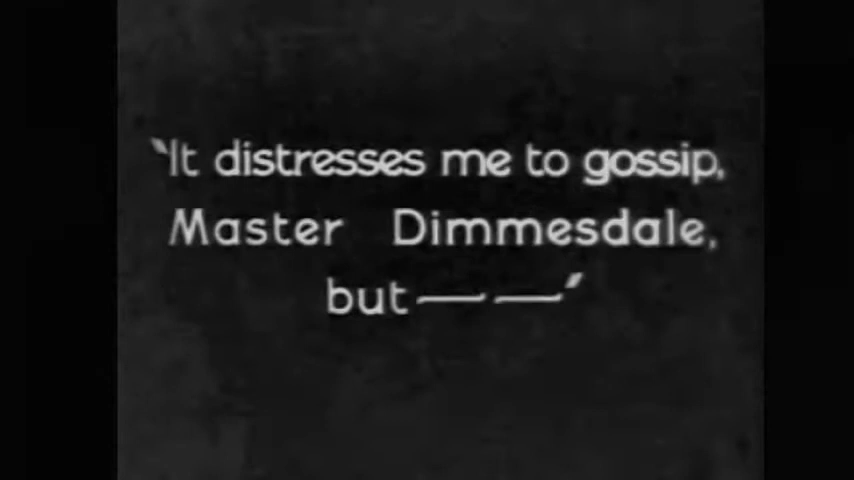 "It distresses me to gossip,
Master Dimmesdale,
but — —"